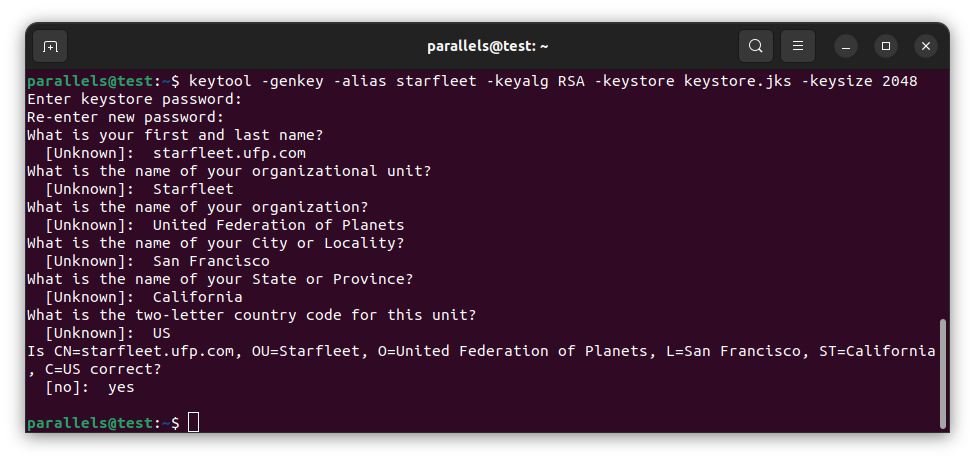 parallels@test: ~
parallels@test:~$ keytool -genkey -alias starfleet -keyalg RSA -keystore keystore.jks -keysize 2048
Enter keystore password:
Re-enter new password:
What is your first and last name?
  [Unknown]:  starfleet.ufp.com
What is the name of your organizational unit?
  [Unknown]:  Starfleet
What is the name of your organization?
  [Unknown]:  United Federation of Planets
What is the name of your City or Locality?
  [Unknown]:  San Francisco
What is the name of your State or Province?
  [Unknown]:  California
What is the two-letter country code for this unit?
  [Unknown]:  US
Is CN=starfleet.ufp.com, OU=Starfleet, O=United Federation of Planets, L=San Francisco, ST=California
, C=US correct?
  [no]:  yes
parallels@test:~$